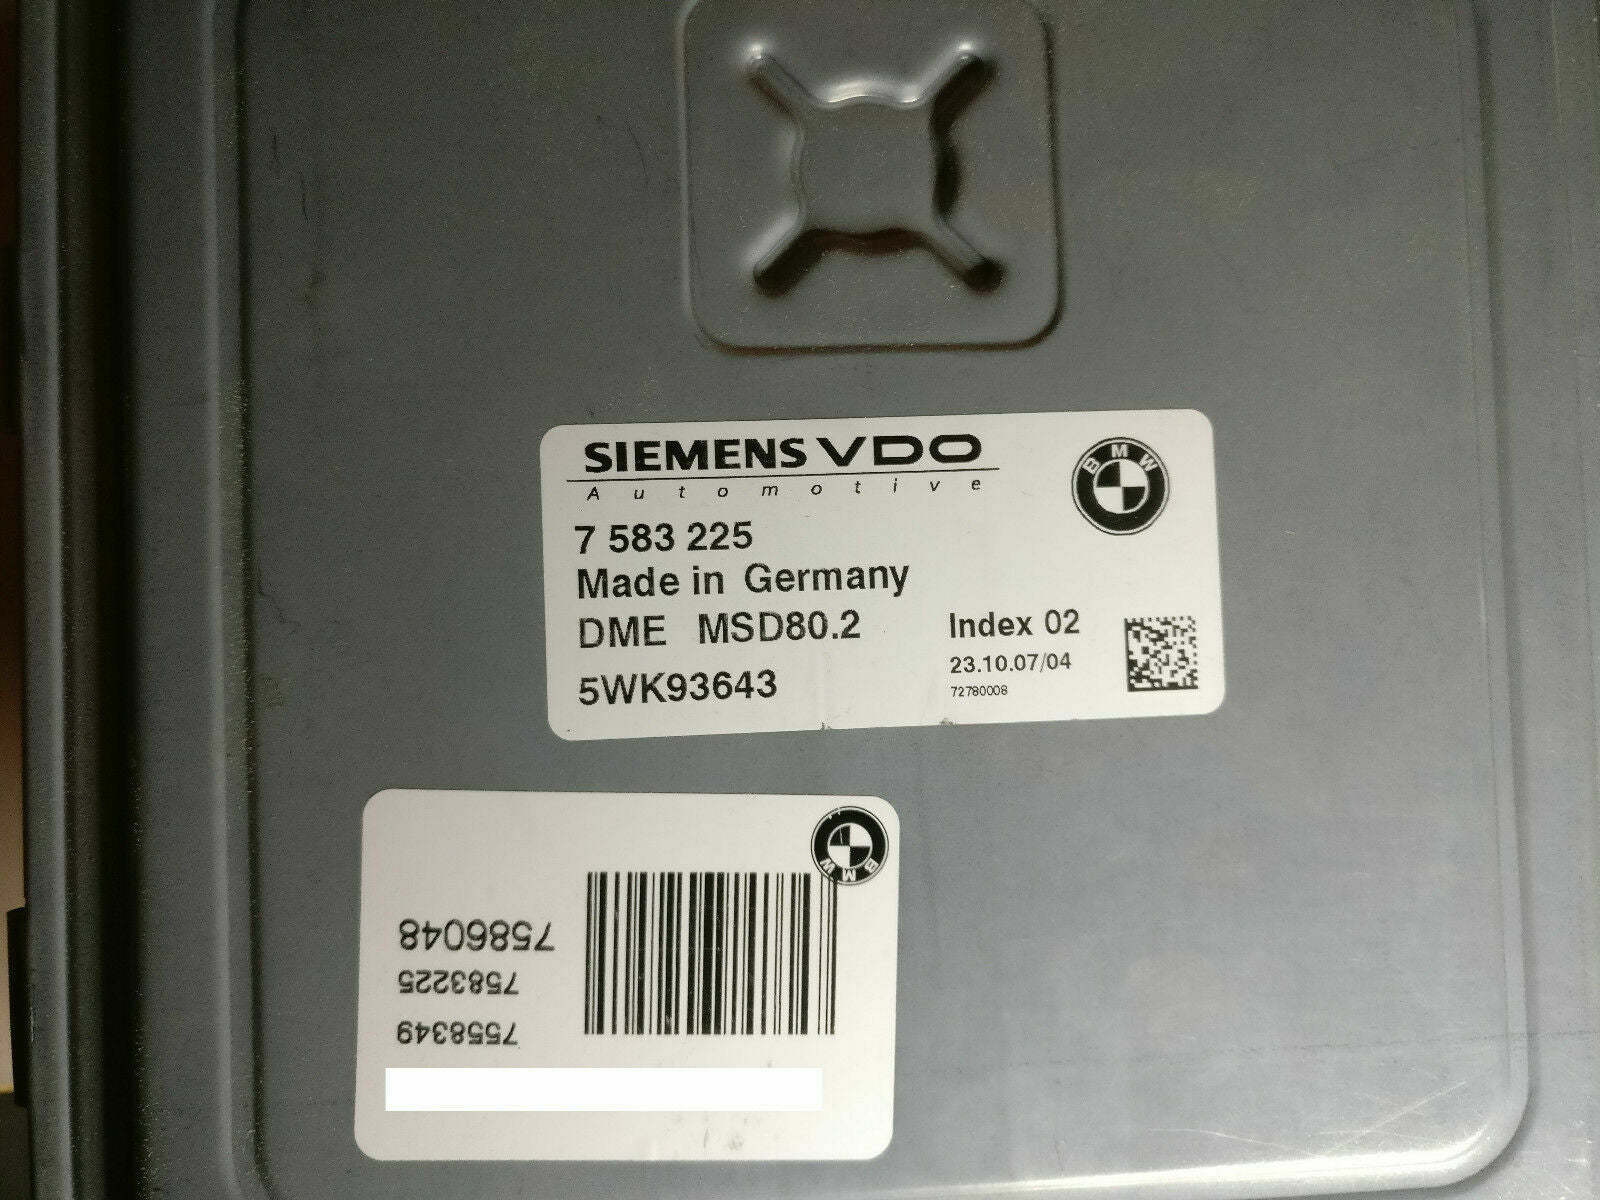 SIEMENS VDO
Automotive
BMW
7 583 225
Made in Germany
DME MSD80.2
Index 02
5WK93643
23.10.07/04
72780008
BMW
7586048
7583225
7558349